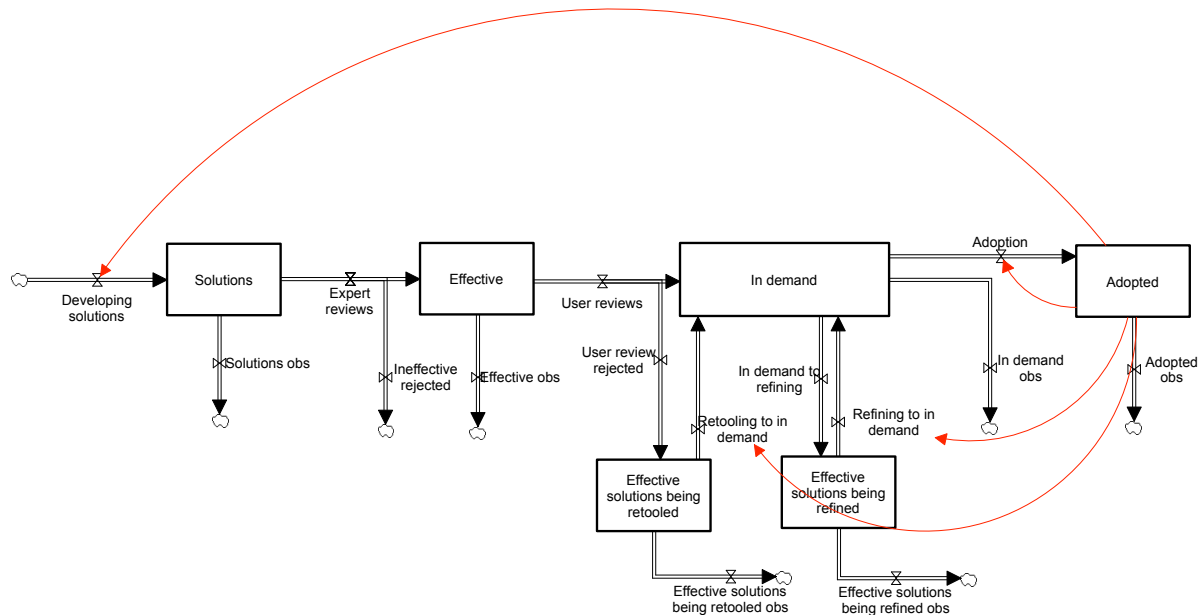 Adoption
Solutions
Effective
In demand
Adopted
Developing
solutions
Expert
reviews
User reviews
Solutions obs
Ineffective
rejected
Effective obs
User review
rejected
In demand to
refining
In demand
obs
Adopted
obs
Retooling to in
demand
Refining to in
demand
Effective
solutions being
retooled
Effective
solutions being
refined
Effective solutions
being retooled obs
Effective solutions
being refined obs